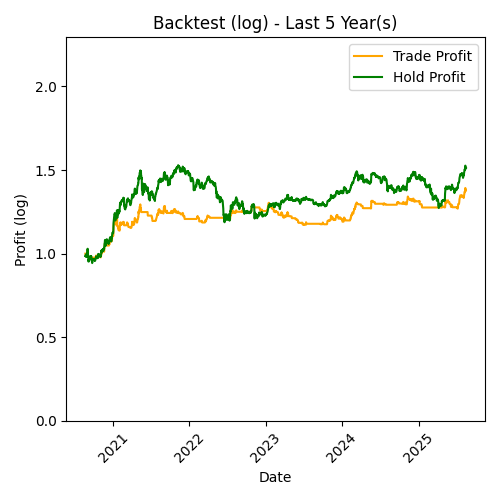 Backtest (log) - Last 5 Year(s)
Trade Profit
Hold Profit
Profit (log)
2.0
1.5
1.0
0.5
0.0
2021
2022
2023
2024
2025
Date